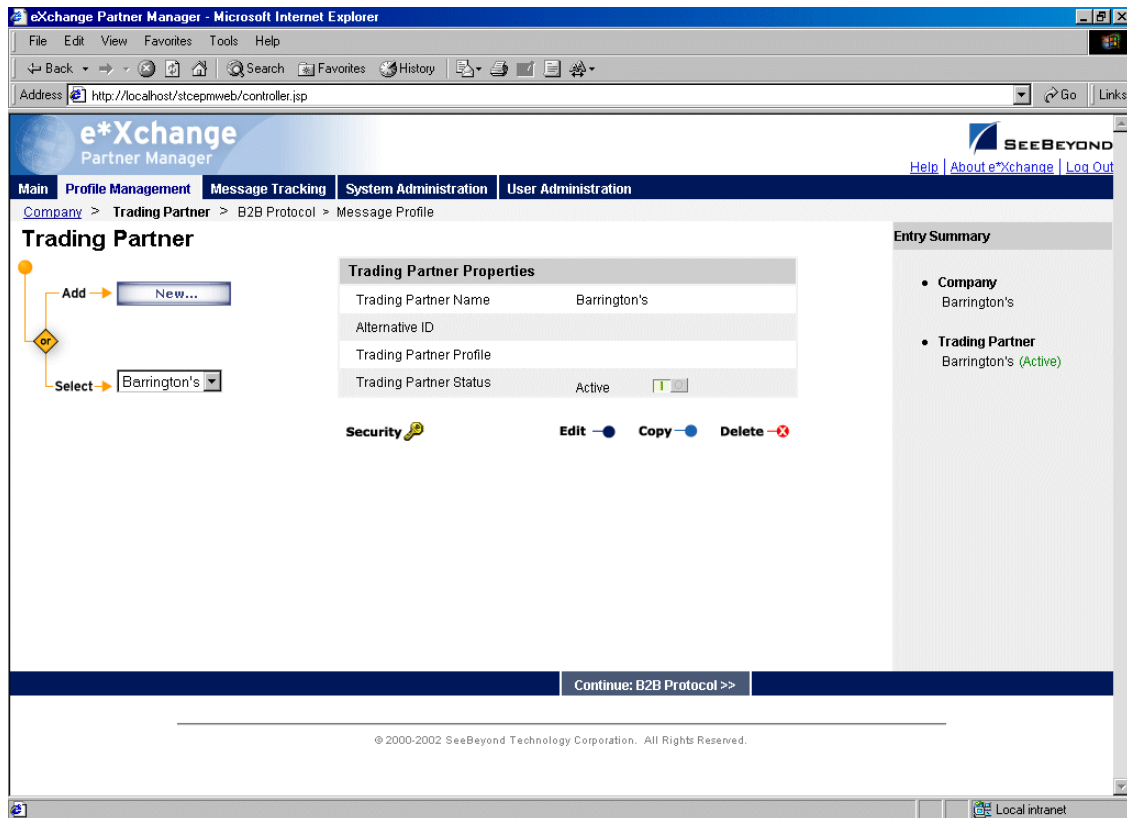 eXchange Partner Manager - Microsoft Internet Explorer
File Edit View Favorites Tools Help
Back Search Favorites History
Address http://localhost/stcepmweb/controller.jsp Go Links
e*Xchange
Partner Manager
SEEBEYOND
Help | About e*Xchange | Log Out
Main Profile Management Message Tracking System Administration User Administration
Company > Trading Partner > B2B Protocol > Message Profile
Trading Partner
Add New...
or
Select Barrington's
Trading Partner Properties
Trading Partner Name Barrington's
Alternative ID
Trading Partner Profile
Trading Partner Status Active
Security Edit Copy Delete
Entry Summary
• Company
Barrington's
• Trading Partner
Barrington's (Active)
Continue: B2B Protocol >>
© 2000-2002 SeeBeyond Technology Corporation. All Rights Reserved.
Local intranet